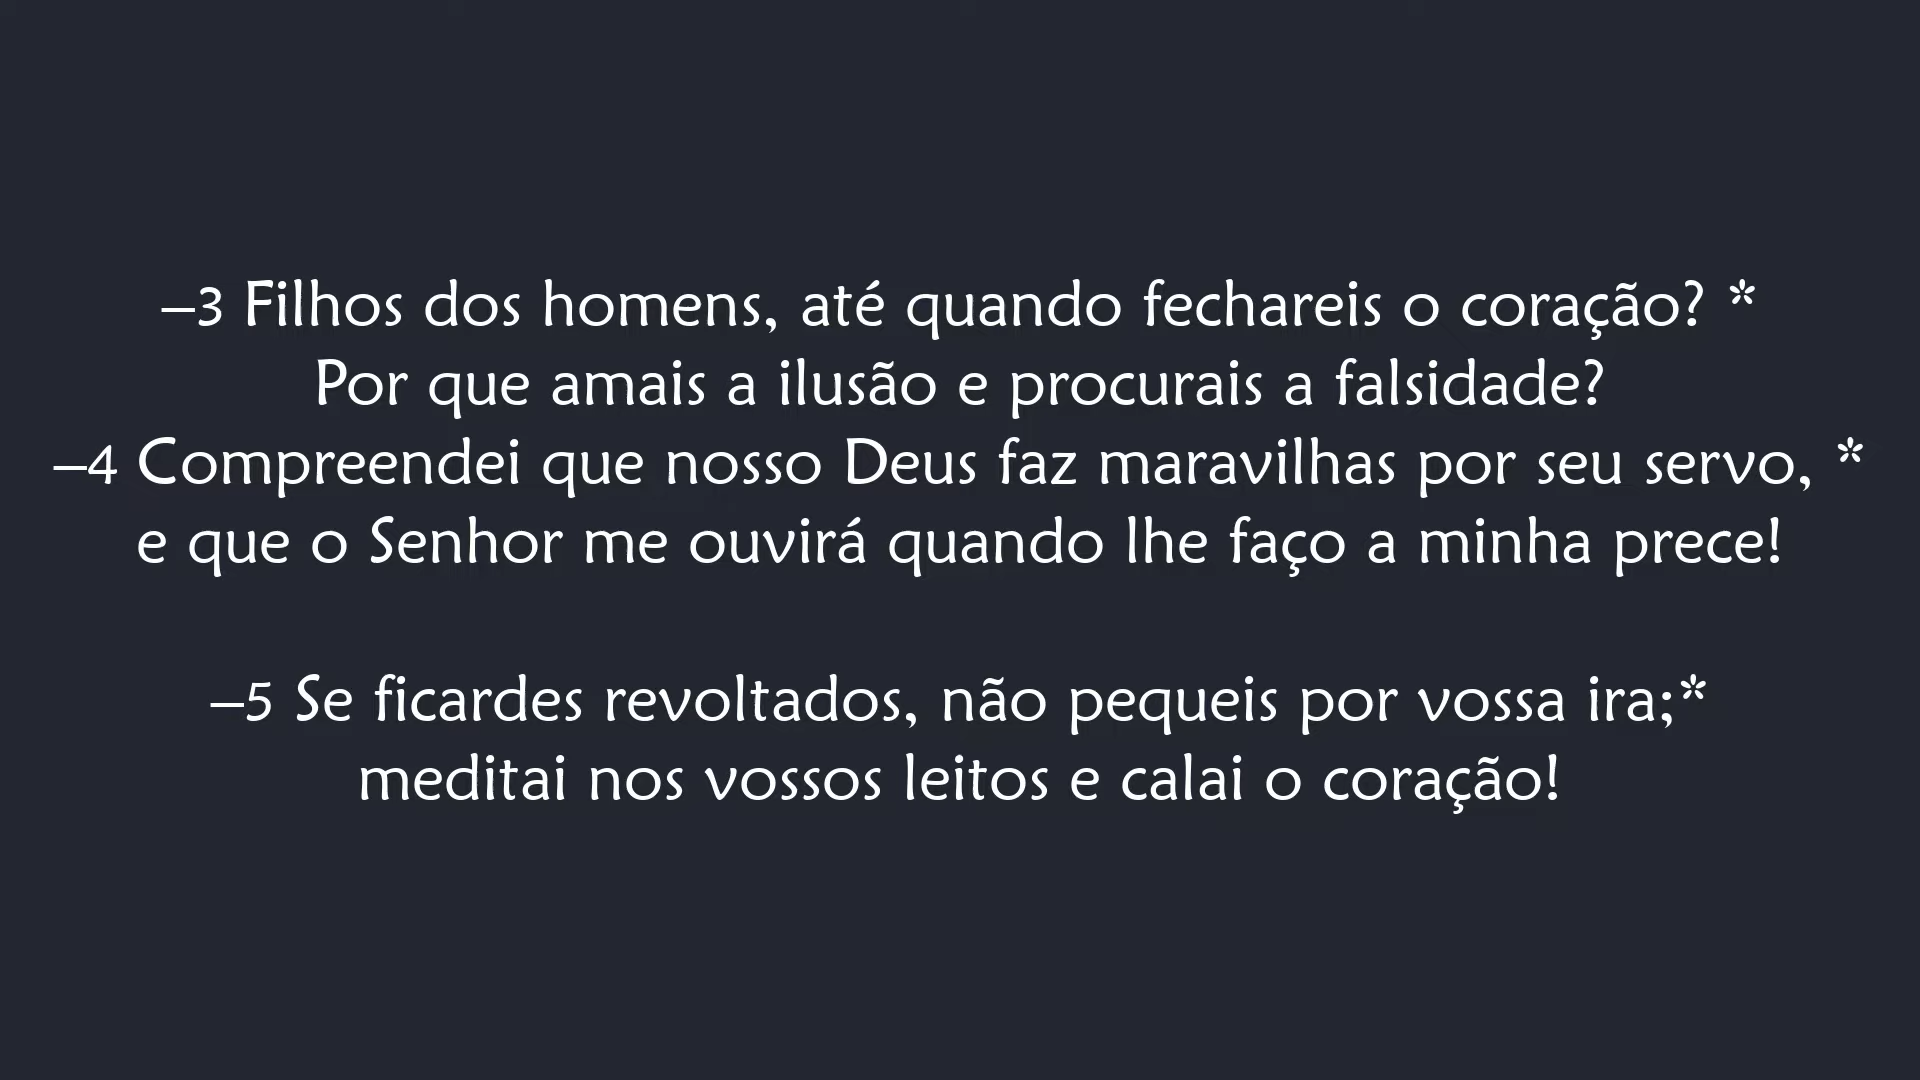 –3 Filhos dos homens, até quando fechareis o coração? *
Por que amais a ilusão e procurais a falsidade?
–4 Compreendei que nosso Deus faz maravilhas por seu servo, *
e que o Senhor me ouvirá quando lhe faço a minha prece!
–5 Se ficardes revoltados, não pequeis por vossa ira;*
meditai nos vossos leitos e calai o coração!